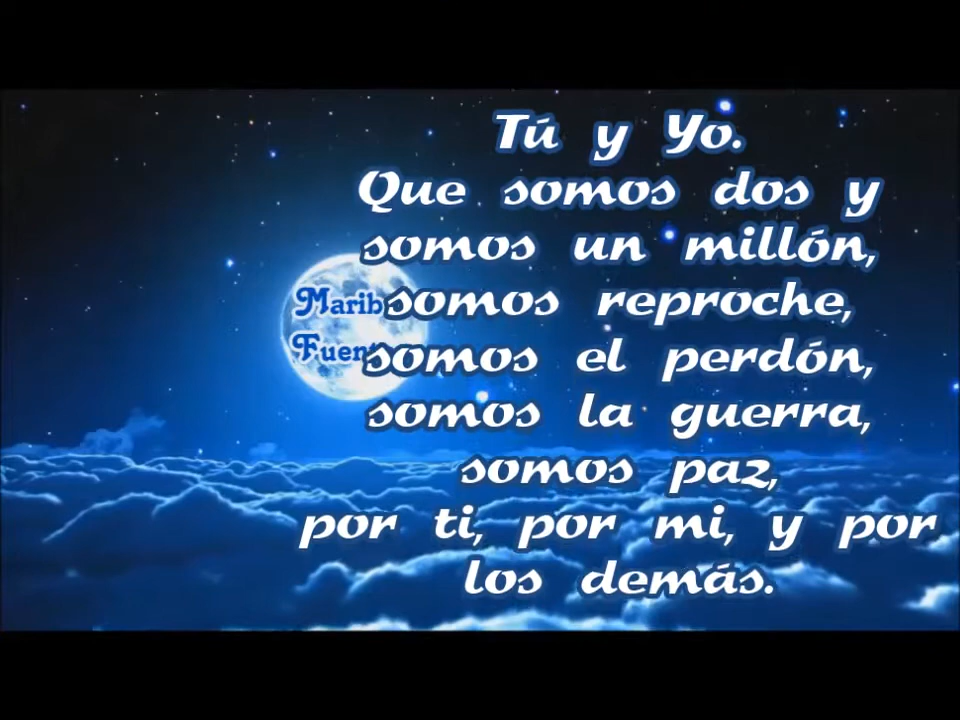 Tú y Yo.
Que somos dos y
somos un millón,
somos reproche,
somos el perdón,
somos la guerra,
somos paz,
por ti, por mi, y por
los demás.